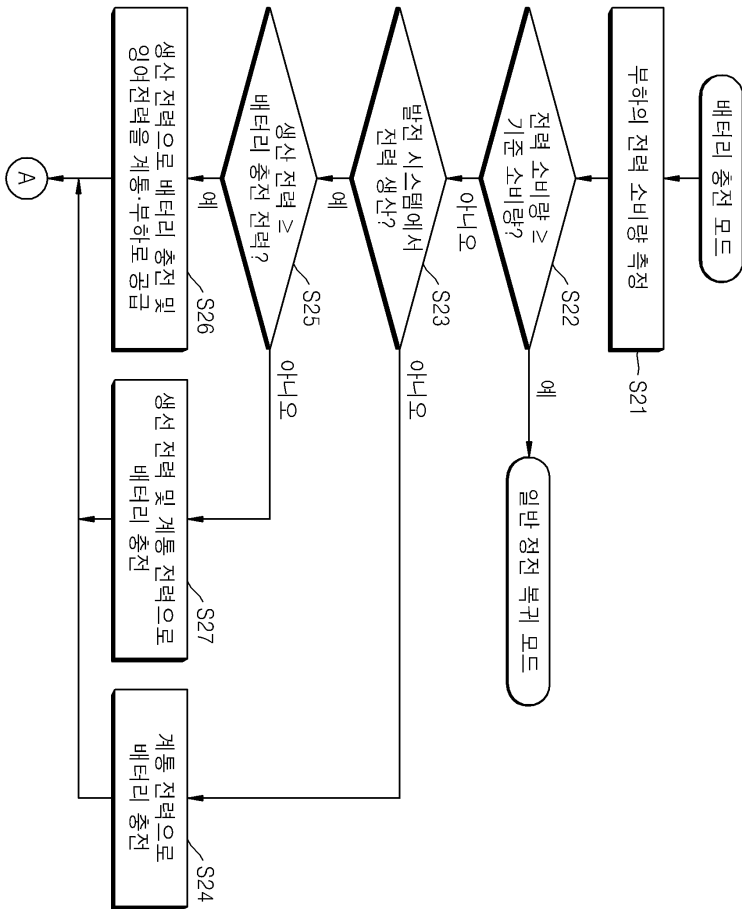 배터리 충전 모드
부하의 전력 소비량 측정
S21
전력 소비량 ≥
기준 소비량?
S22
예
일반 정전 복귀 모드
아니오
발전 시스템에서
전력 생산?
S23
아니오
예
생산 전력 ≥
배터리 충전 전력?
S25
아니오
예
생산 전력으로 배터리 충전 및
잉여전력을 계통·부하로 공급
S26
생선 전력 및 계통 전력으로
배터리 충전
S27
계통 전력으로
배터리 충전
S24
A